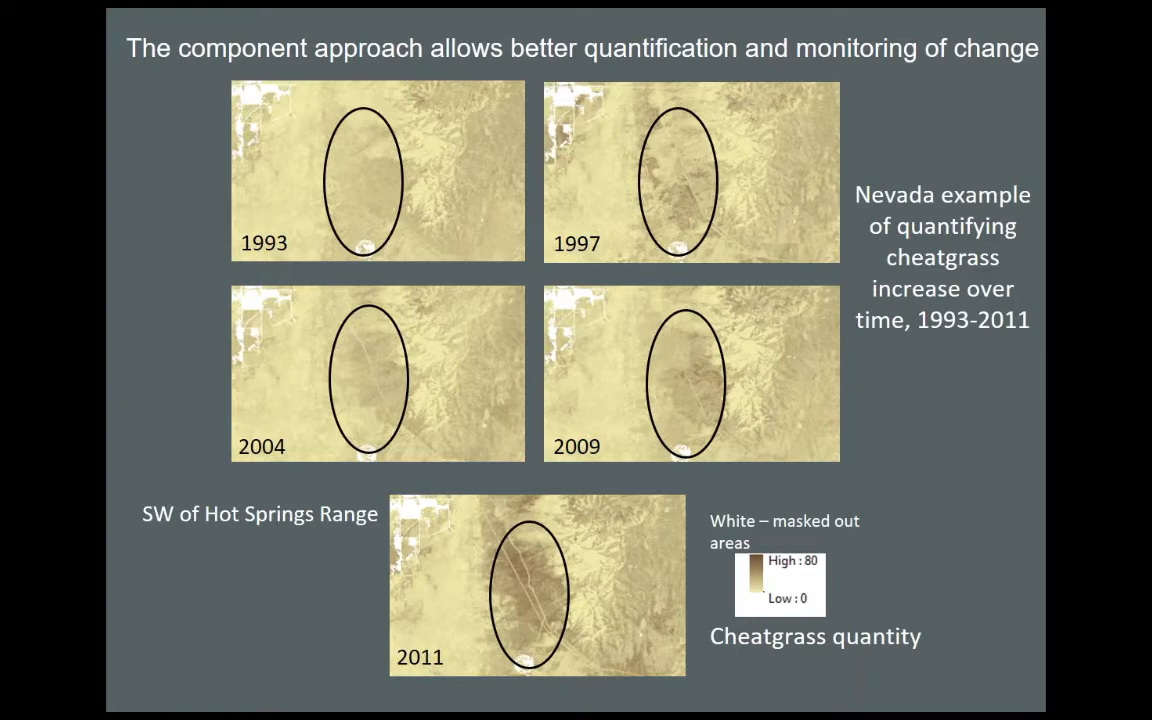 The component approach allows better quantification and monitoring of change
1993
1997
Nevada example
of quantifying
cheatgrass
increase over
time, 1993-2011
2004
2009
SW of Hot Springs Range
2011
White – masked out
areas
High : 80
Low : 0
Cheatgrass quantity